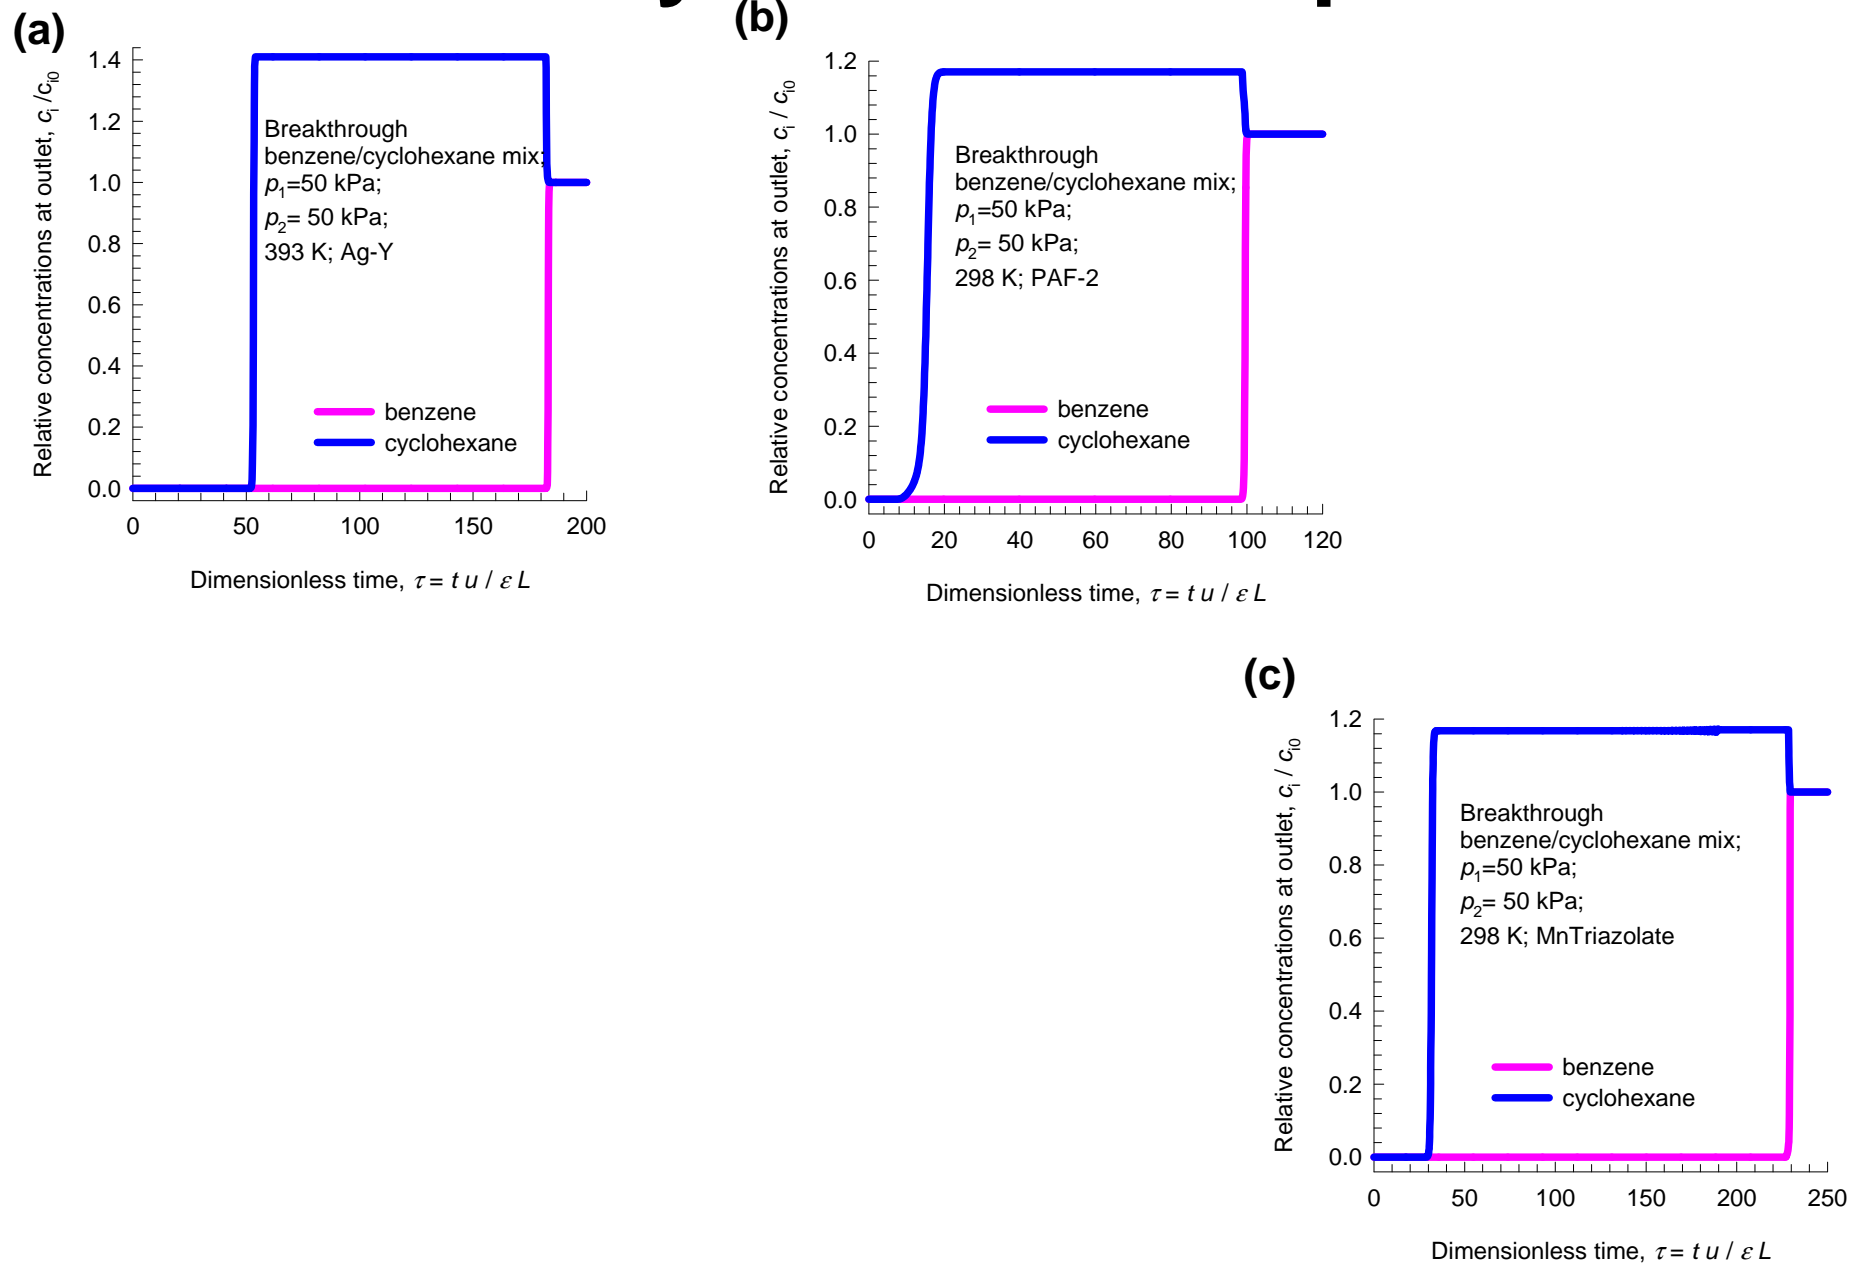 (a)
Relative concentrations at outlet, ci /ci0
1.4
1.2
1.0
0.8
0.6
0.4
0.2
0.0
Breakthrough
benzene/cyclohexane mix;
p1=50 kPa;
p2= 50 kPa;
393 K; Ag-Y
benzene
cyclohexane
0 50 100 150 200
Dimensionless time, τ = t u / ε L
(b)
Relative concentrations at outlet, ci / ci0
1.2
1.0
0.8
0.6
0.4
0.2
0.0
Breakthrough
benzene/cyclohexane mix;
p1=50 kPa;
p2= 50 kPa;
298 K; PAF-2
benzene
cyclohexane
0 20 40 60 80 100 120
Dimensionless time, τ = t u / ε L
(c)
Relative concentrations at outlet, ci / ci0
1.2
1.0
0.8
0.6
0.4
0.2
0.0
Breakthrough
benzene/cyclohexane mix;
p1=50 kPa;
p2= 50 kPa;
298 K; MnTriazolate
benzene
cyclohexane
0 50 100 150 200 250
Dimensionless time, τ = t u / ε L